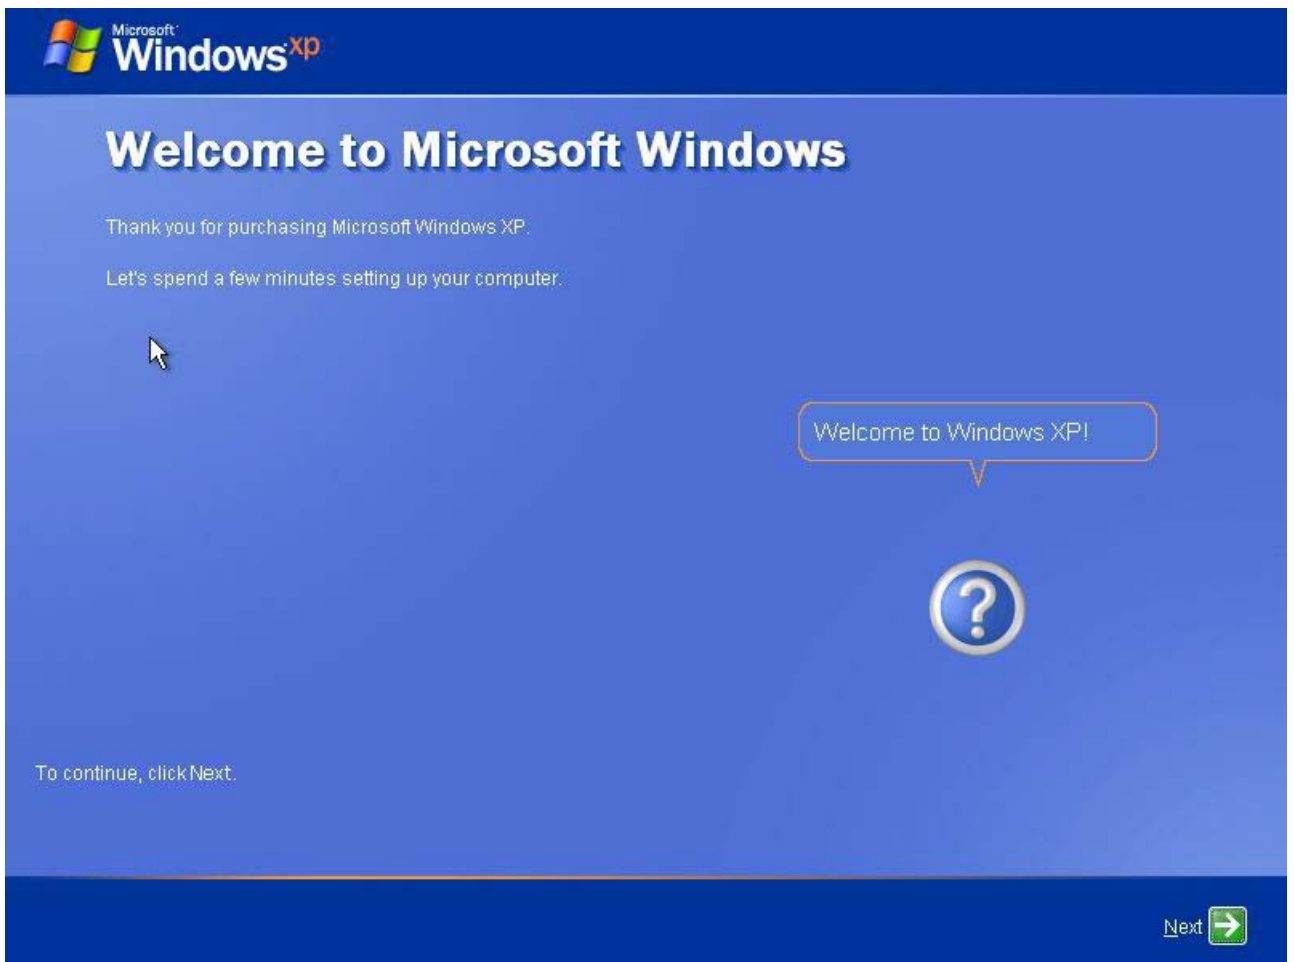 Microsoft
Windows xp
Welcome to Microsoft Windows
Thank you for purchasing Microsoft Windows XP.
Let's spend a few minutes setting up your computer.
Welcome to Windows XP!
?
To continue, click Next.
Next